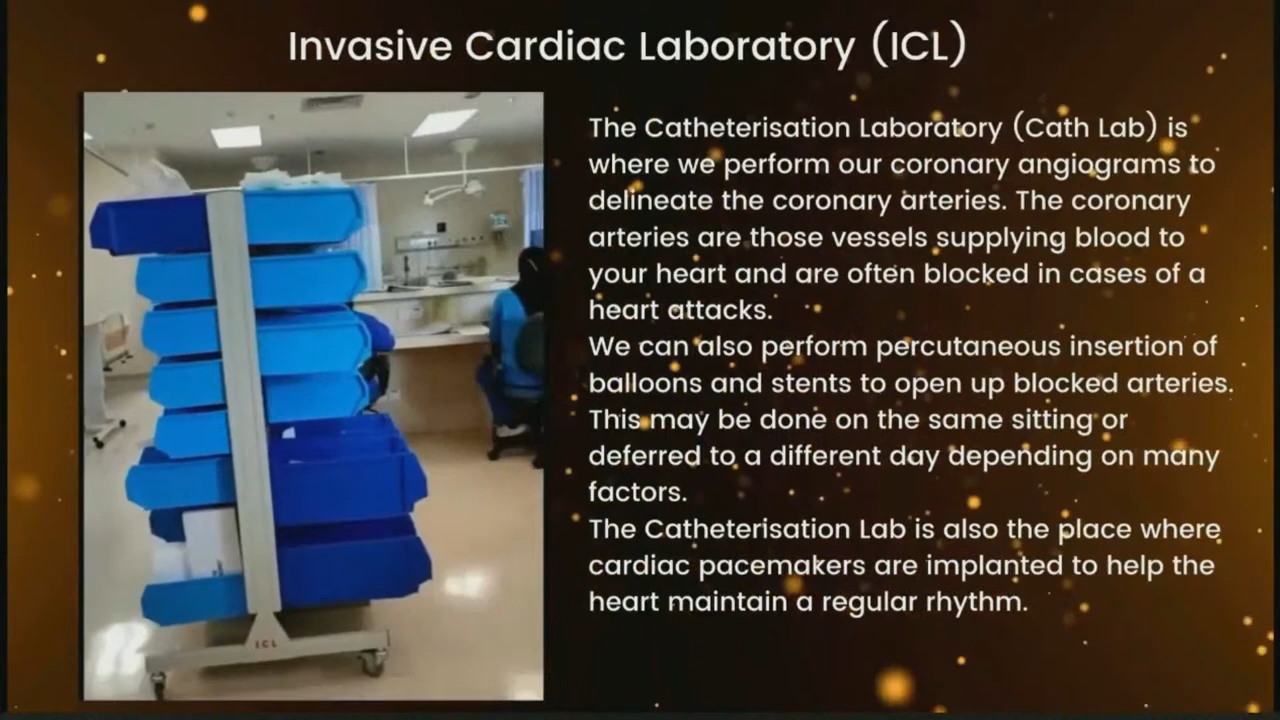 Invasive Cardiac Laboratory (ICL)
The Catheterisation Laboratory (Cath Lab) is
where we perform our coronary angiograms to
delineate the coronary arteries. The coronary
arteries are those vessels supplying blood to
your heart and are often blocked in cases of a
heart attacks.
We can also perform percutaneous insertion of
balloons and stents to open up blocked arteries.
This may be done on the same sitting or
deferred to a different day depending on many
factors.
The Catheterisation Lab is also the place where
cardiac pacemakers are implanted to help the
heart maintain a regular rhythm.
ICL